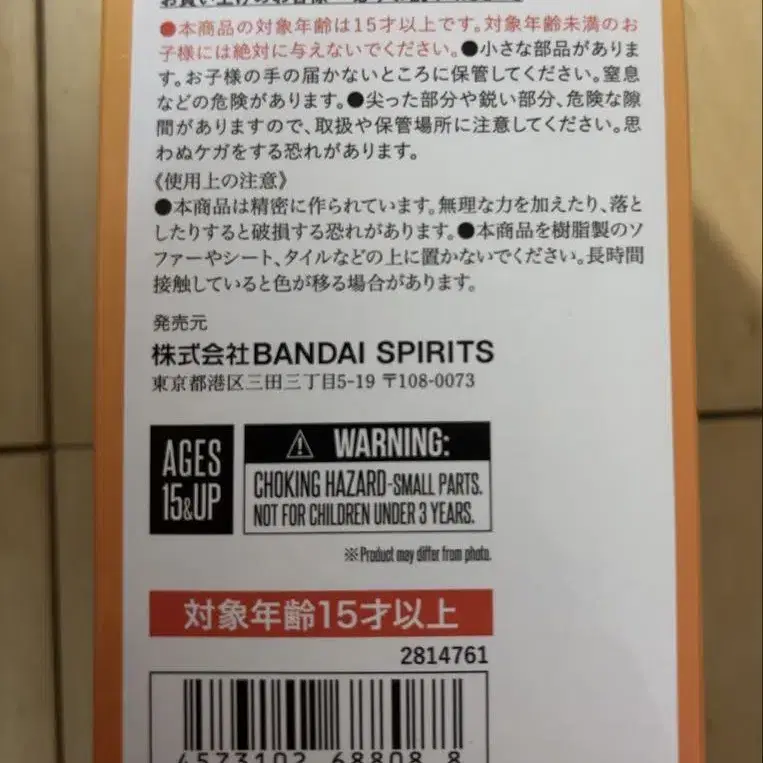 ●本商品の対象年齢は15才以上です。対象年齢未満のお
子様には絶対に与えないでください。●小さな部品がありま
す。お子様の手の届かないところに保管してください。窒息
などの危険があります。●尖った部分や鋭い部分、危険な隙
間がありますので、取扱や保管場所に注意してください。思
わぬケガをする恐れがあります。
《使用上の注意》
●本商品は精密に作られています。無理な力を加えたり、落と
したりすると破損する恐れがあります。●本商品を樹脂製のソ
ファーやシート、タイルなどの上に置かないでください。長時間
接触していると色が移る場合があります。
発売元
株式会社BANDAI SPIRITS
東京都港区三田三丁目5-19 〒108-0073
AGES
15&UP
⚠ WARNING:
CHOKING HAZARD-SMALL PARTS.
NOT FOR CHILDREN UNDER 3 YEARS.
※Product may differ from photo.
対象年齢15才以上
2814761
4573102 68808 8